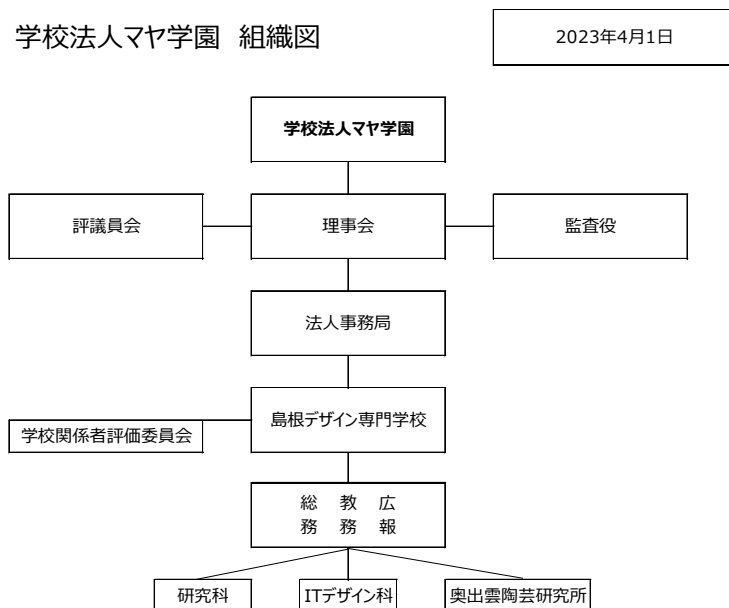 学校法人マヤ学園 組織図
2023年4月1日
学校法人マヤ学園
評議員会
理事会
監査役
法人事務局
島根デザイン専門学校
学校関係者評価委員会
総 教 広
務 務 報
研究科
ITデザイン科
奥出雲陶芸研究所